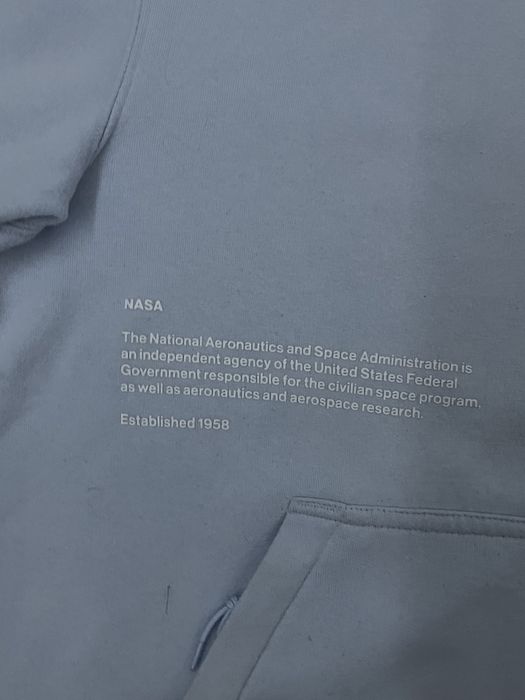 NASA
The National Aeronautics and Space Administration is
an independent agency of the United States Federal
Government responsible for the civilian space program,
as well as aeronautics and aerospace research.
Established 1958